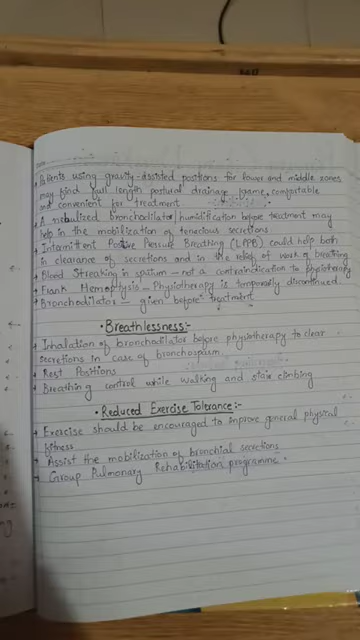 Patients using gravity-assisted positions for lower and middle zones
may find full length postural drainage frame comfortable
and convenient for treatment
A nebulised bronchodilator/humidification before treatment may
help in the mobilization of tenacious secretions
Intermittent Positive Pressure Breathing (IPPB) could help both
in clearance of secretions and in the relief of work of breathing
Blood Streaking in sputum - not a contraindication to physiotherapy
Frank Hemoptysis - Physiotherapy is temporarily discontinued
Bronchodilator - given before treatment
• Breathlessness:-
Inhalation of bronchodilator before physiotherapy to clear
secretions in case of bronchospasm
Rest Positions
Breathing control while walking and stair climbing
• Reduced Exercise Tolerance:-
Exercise should be encouraged to improve general physical
fitness
Assist the mobilization of bronchial secretions
Group Pulmonary Rehabilitation programme.